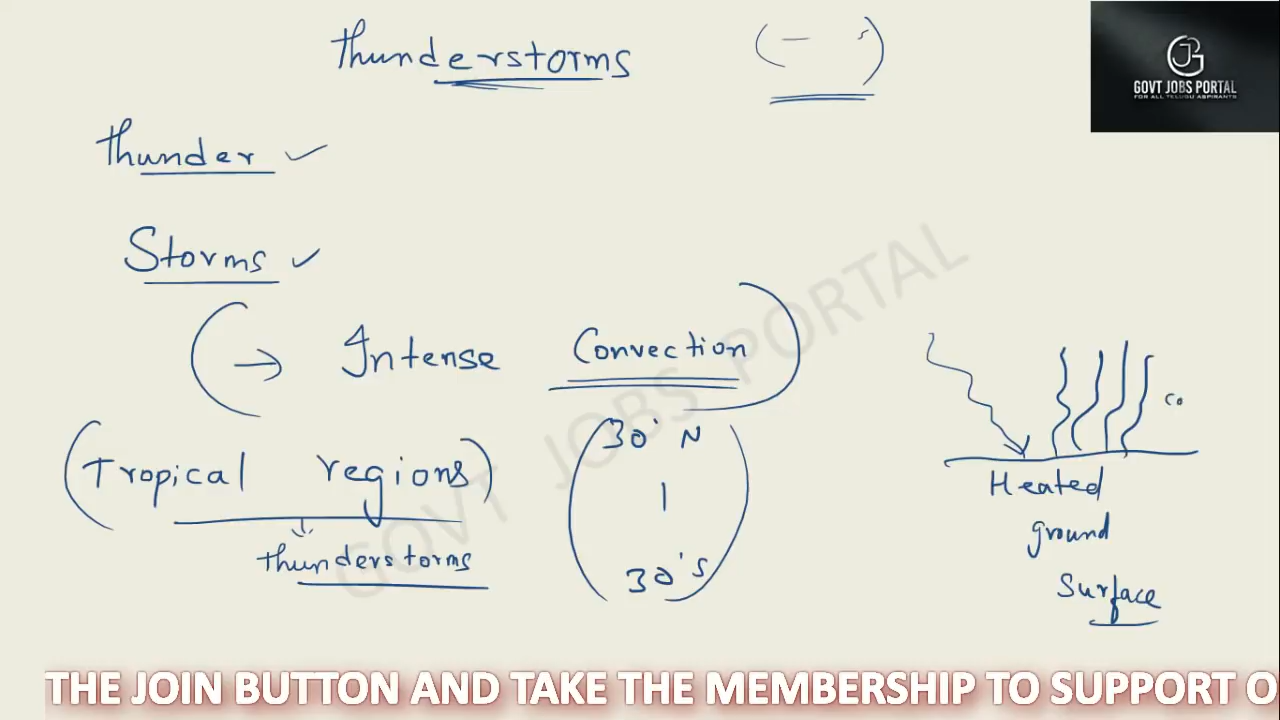 thunderstorms ( — )
GOVT JOBS PORTAL
FOR ALL TELUGU ASPIRANTS
thunder ✓
Storms ✓
→ Intense Convection
(Tropical regions)
thunderstorms
30° N
|
30° S
co
Heated
ground
Surface
GOVT JOBS PORTAL
THE JOIN BUTTON AND TAKE THE MEMBERSHIP TO SUPPORT O